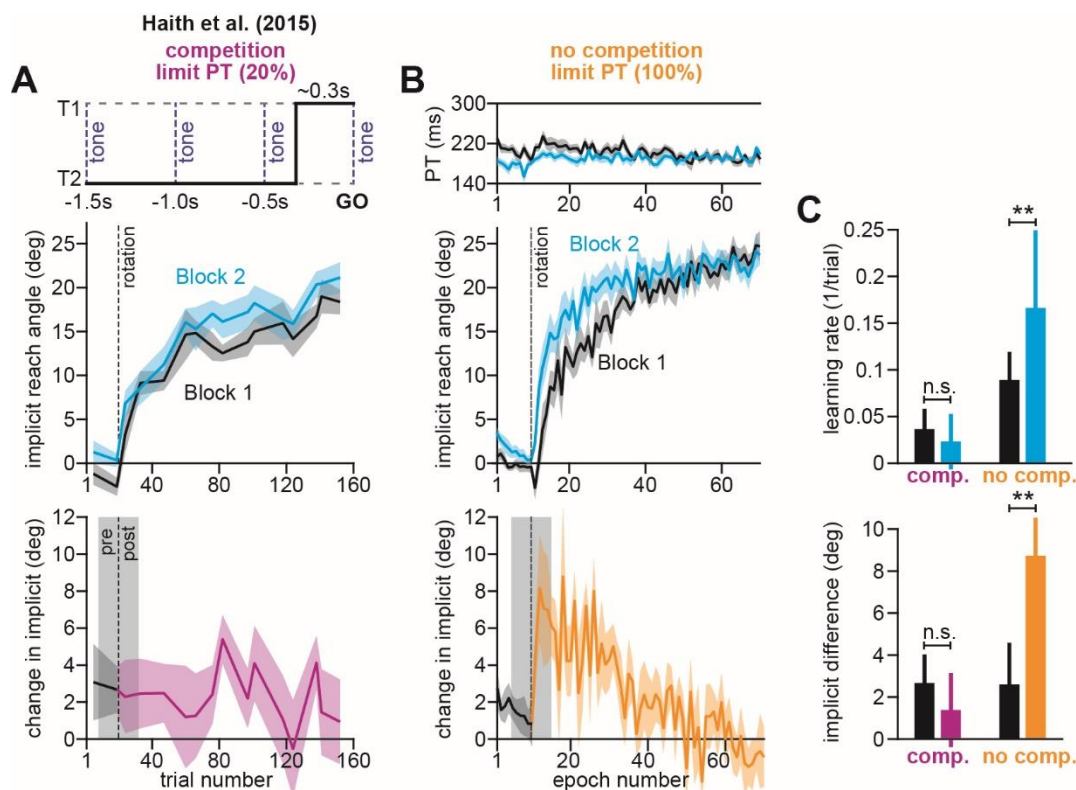 Haith et al. (2015)
competition
limit PT (20%)
A
T1
T2
tone
tone
tone
tone
~0.3s
-1.5s
-1.0s
-0.5s
GO
implicit reach angle (deg)
25
20
15
10
5
0
rotation
Block 2
Block 1
1
40
80
120
160
change in implicit (deg)
12
10
8
6
4
2
0
pre
post
1
40
80
120
160
trial number
no competition
limit PT (100%)
B
PT (ms)
300
220
140
1
20
40
60
implicit reach angle (deg)
25
20
15
10
5
0
rotation
Block 2
Block 1
1
20
40
60
change in implicit (deg)
12
10
8
6
4
2
0
1
20
40
60
epoch number
C
learning rate (1/trial)
0.25
0.25
0.15
0.1
0.05
0
n.s.
**
comp.
no comp.
implicit difference (deg)
10
8
6
4
2
0
n.s.
**
comp.
no comp.